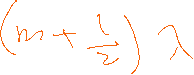 (m + 1/2) λ